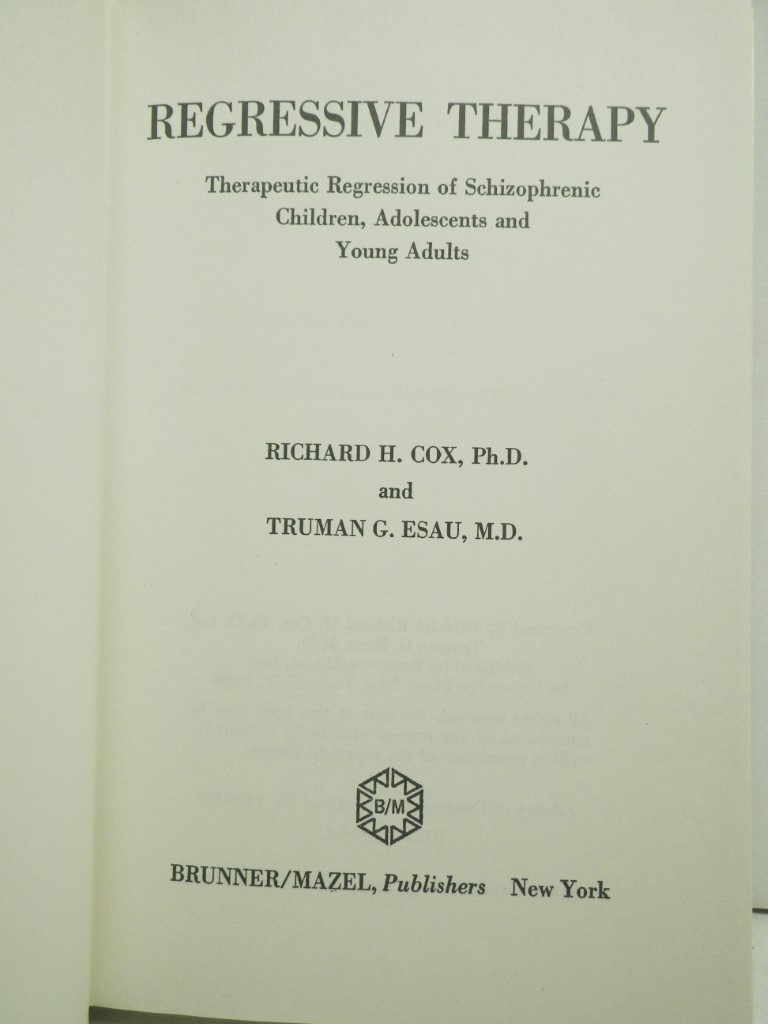 REGRESSIVE THERAPY
Therapeutic Regression of Schizophrenic
Children, Adolescents and
Young Adults
RICHARD H. COX, Ph.D.
and
TRUMAN G. ESAU, M.D.
B/M
BRUNNER/MAZEL, Publishers New York